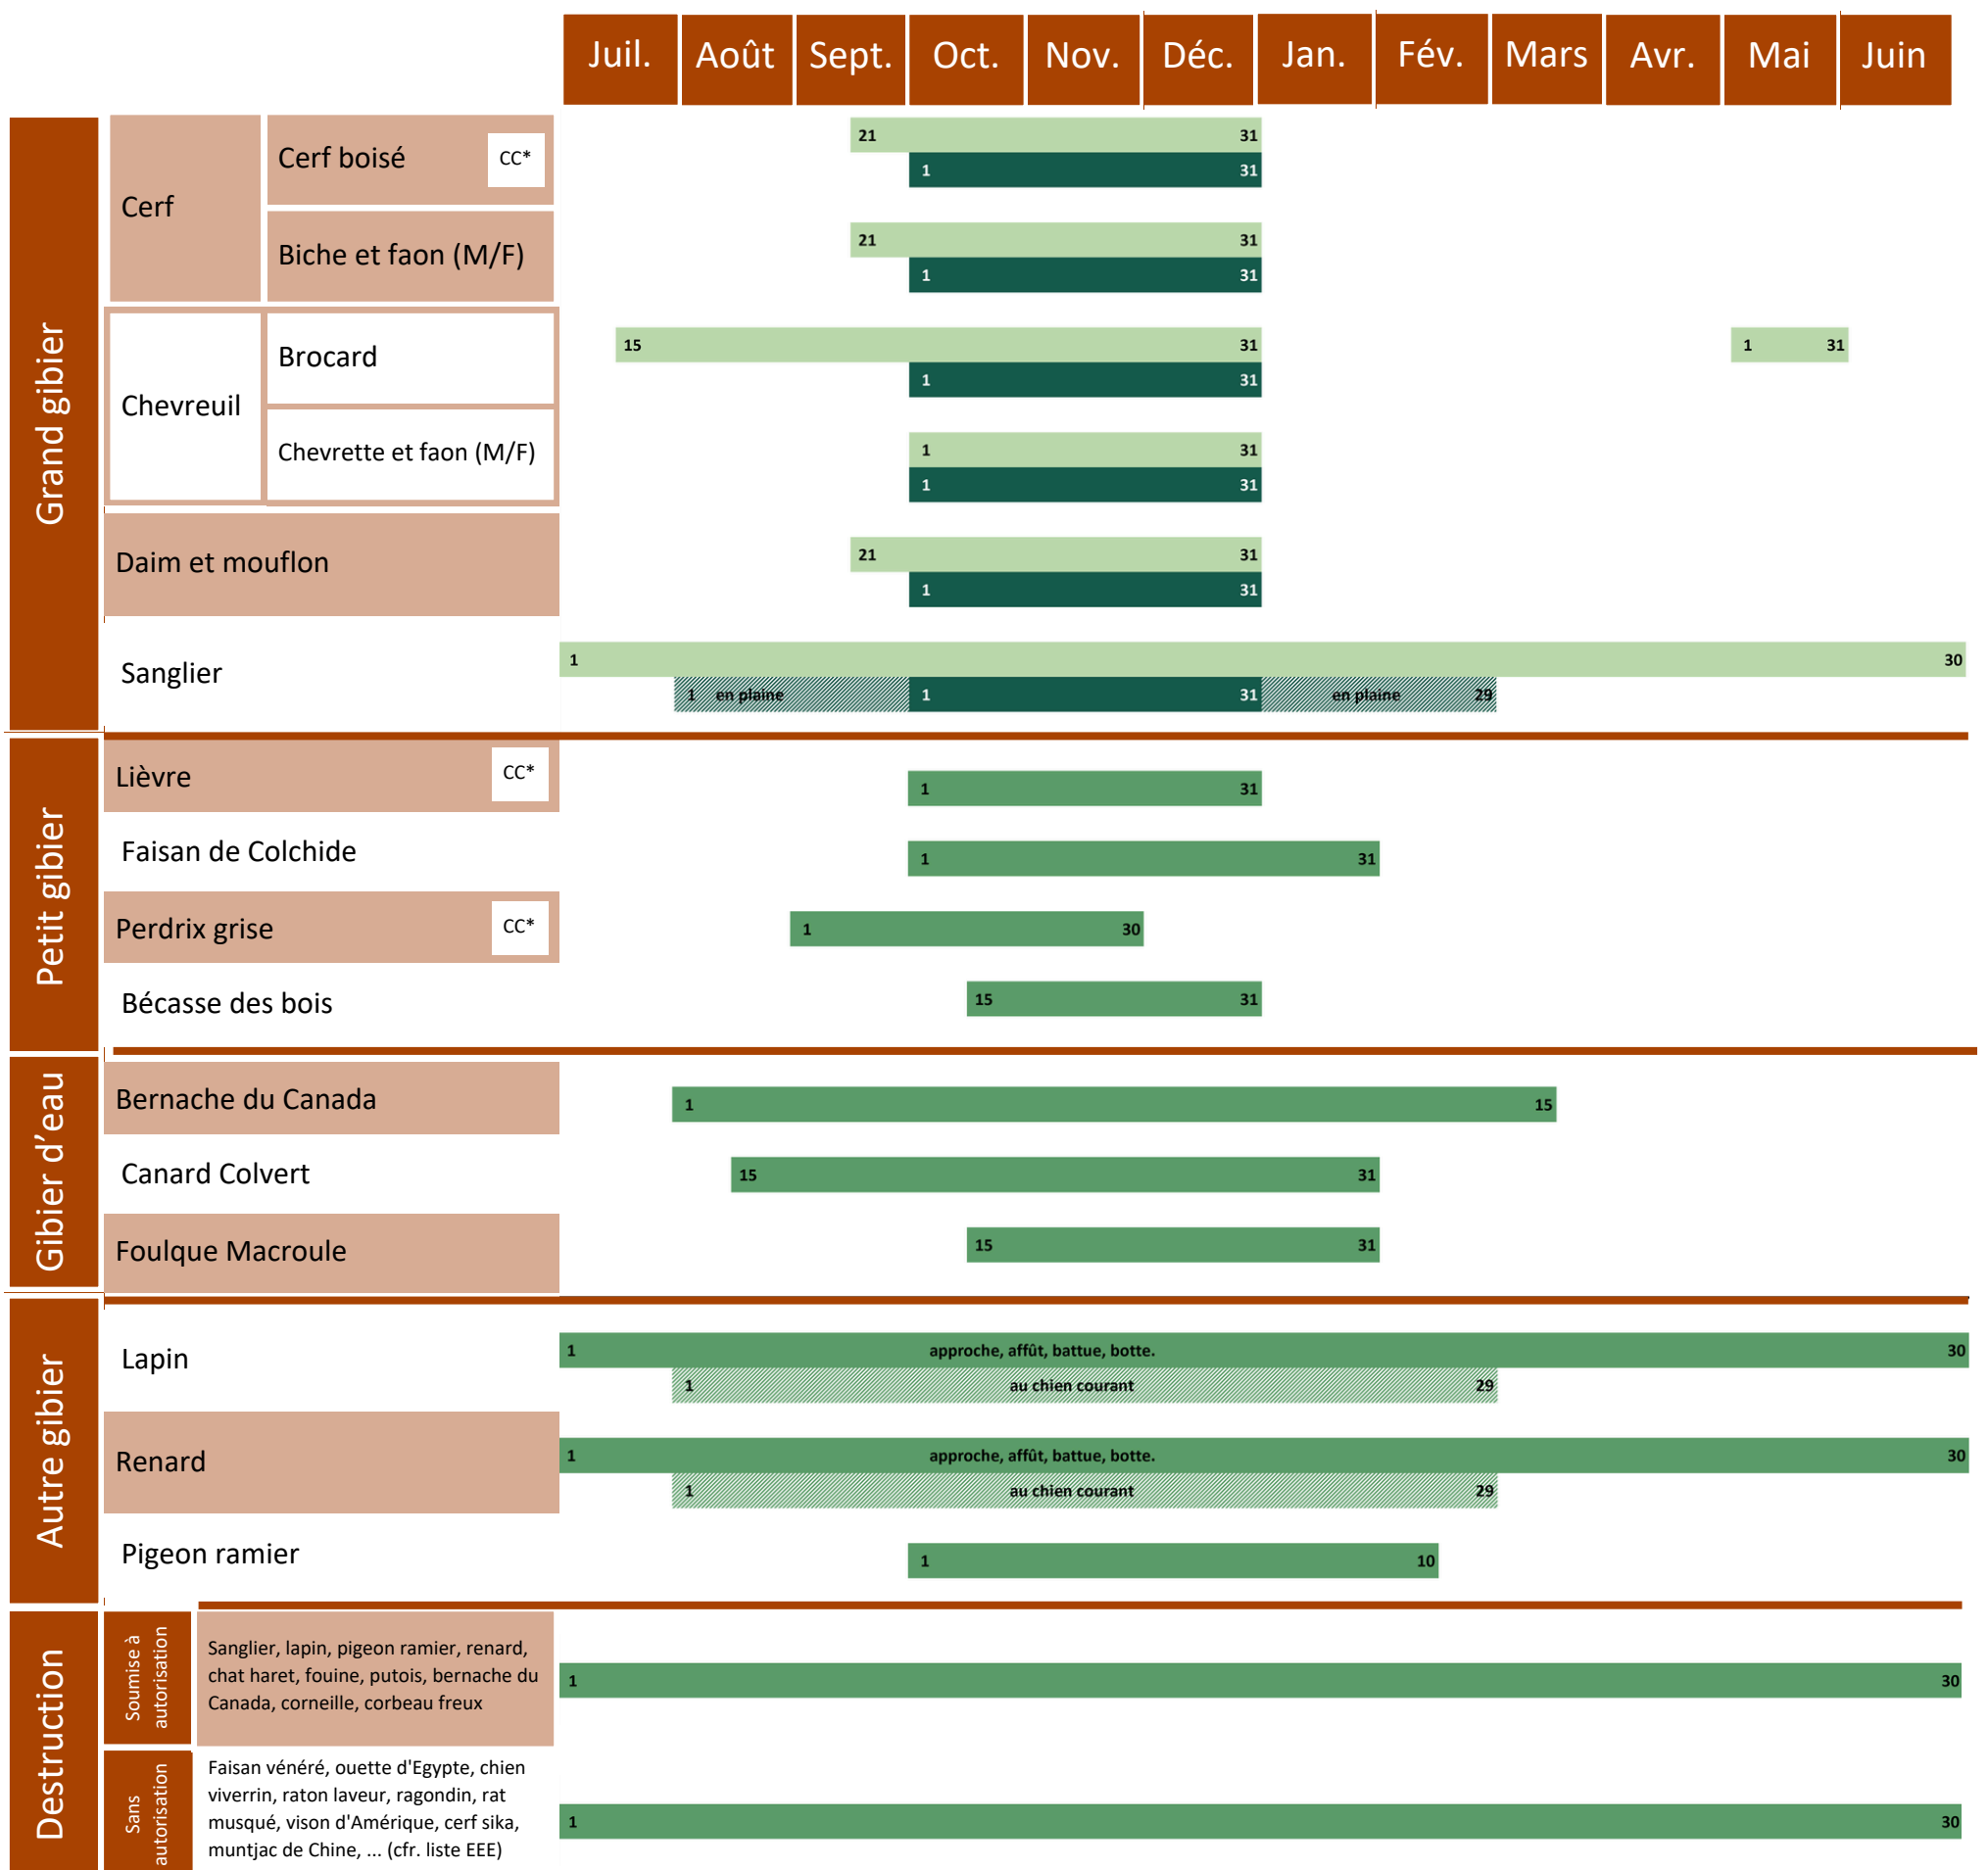 Juil. Août Sept. Oct. Nov. Déc. Jan. Fév. Mars Avr. Mai Juin
Grand gibier
Cerf
Cerf boisé CC*
21 31
1 31
Biche et faon (M/F)
21 31
1 31
Chevreuil
Brocard
15 31 1 31
1 31
Chevrette et faon (M/F)
1 31
1 31
Daim et mouflon
21 31
1 31
Sanglier
1 30
1 en plaine 1 31 en plaine 29
Petit gibier
Lièvre CC*
1 31
Faisan de Colchide
1 31
Perdrix grise CC*
1 30
Bécasse des bois
15 31
Gibier d'eau
Bernache du Canada
1 15
Canard Colvert
15 31
Foulque Macroule
15 31
Autre gibier
Lapin
1 approche, affût, battue, botte. 30
1 au chien courant 29
Renard
1 approche, affût, battue, botte. 30
1 au chien courant 29
Pigeon ramier
1 10
Destruction
Soumise à
autorisation
Sanglier, lapin, pigeon ramier, renard,
chat haret, fouine, putois, bernache du
Canada, corneille, corbeau freux
1 30
Sans
autorisation
Faisan vénéré, ouette d'Egypte, chien
viverrin, raton laveur, ragondin, rat
musqué, vison d'Amérique, cerf sika,
muntjac de Chine, ... (cfr. liste EEE)
1 30